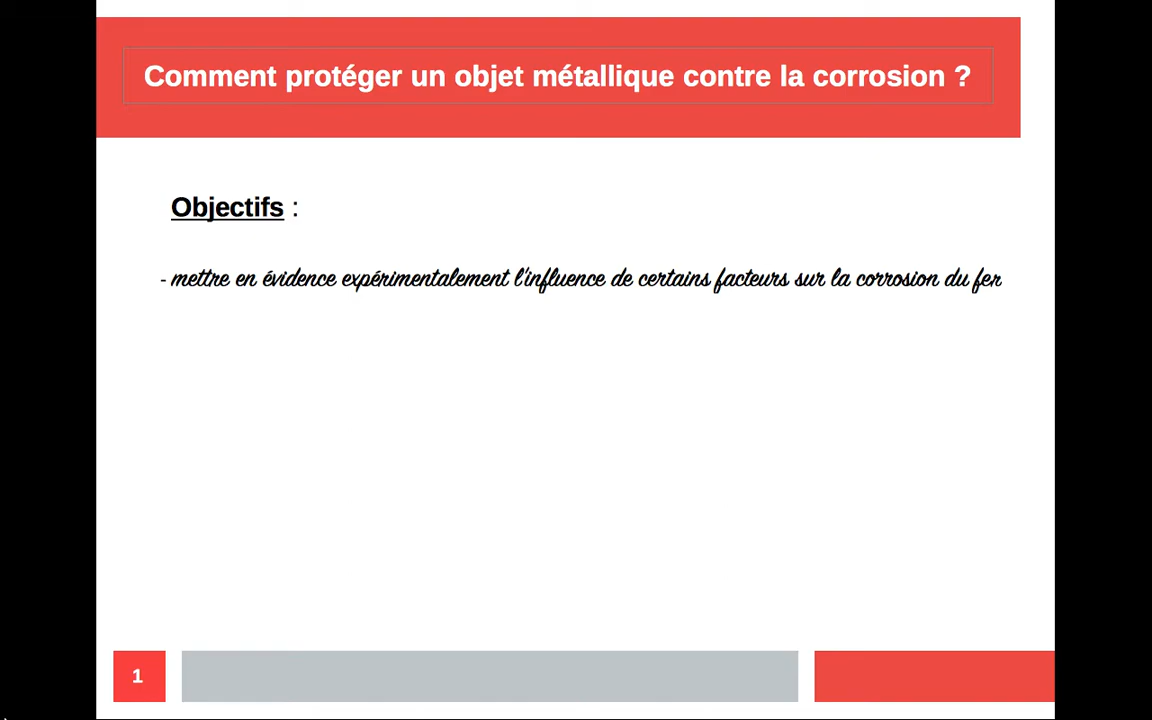 Comment protéger un objet métallique contre la corrosion ?
Objectifs :
- mettre en évidence expérimentalement l'influence de certains facteurs sur la corrosion du fer
1